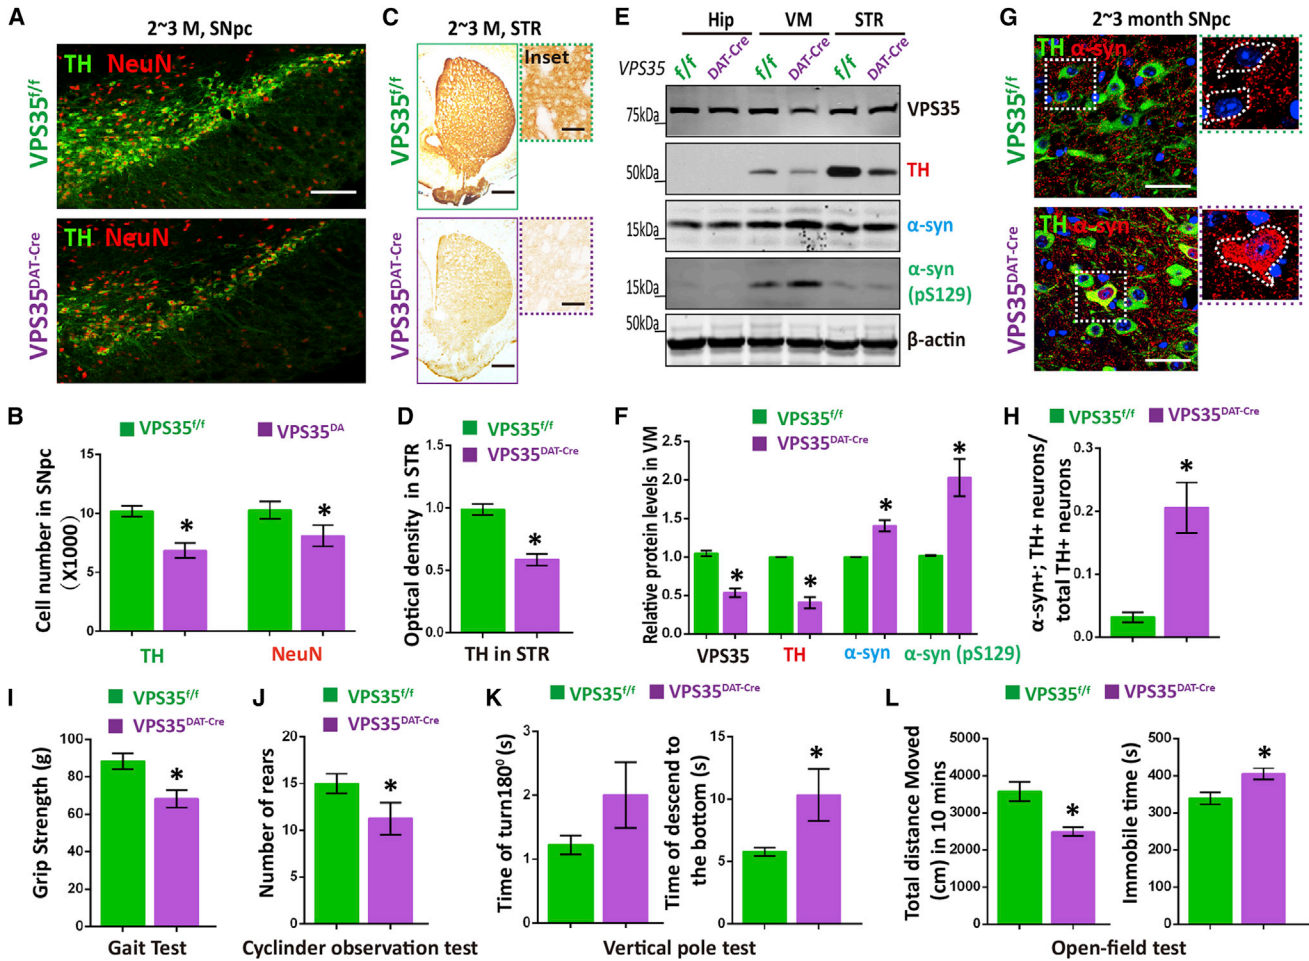 A
2~3 M, SNpc
TH NeuN
VPS35f/f
TH NeuN
VPS35DAT-Cre
C
2~3 M, STR
Inset
VPS35f/f
VPS35DAT-Cre
E
Hip VM STR
VPS35 f/f DAT-Cre f/f DAT-Cre f/f DAT-Cre
75kDa VPS35
50kDa TH
15kDa α-syn
15kDa α-syn
(pS129)
50kDa β-actin
G
2~3 month SNpc
TH α-syn
VPS35f/f
TH α-syn
VPS35DAT-Cre
B
VPS35f/f VPS35DA
Cell number in SNpc
(X1000)
15
10
5
0
* *
TH NeuN
D
VPS35f/f
VPS35DAT-Cre
Optical density in STR
1.5
1.0
0.5
0.0
*
TH in STR
F
VPS35f/f
VPS35DAT-Cre
Relative protein levels in VM
2.5
2.0
1.5
1.0
0.5
0.0
* * * *
VPS35 TH α-syn α-syn (pS129)
H
VPS35f/f VPS35DAT-Cre
α-syn+; TH+ neurons/
total TH+ neurons
0.3
0.2
0.1
0.0
*
I
VPS35f/f
VPS35DAT-Cre
Grip Strength (g)
100
80
60
40
20
0
*
Gait Test
J
VPS35f/f
VPS35DAT-Cre
Number of rears
20
15
10
5
0
*
Cyclinder observation test
K
VPS35f/f VPS35DAT-Cre
Time of turn180⁰ (s)
3
2
1
0
Time of descend to
the bottom (s)
15
10
5
0
*
Vertical pole test
L
VPS35f/f VPS35DAT-Cre
Total distance Moved
(cm) in 10 mins
5000
4000
3000
2000
1000
0
*
Immobile time (s)
600
400
300
200
100
0
*
Open-field test